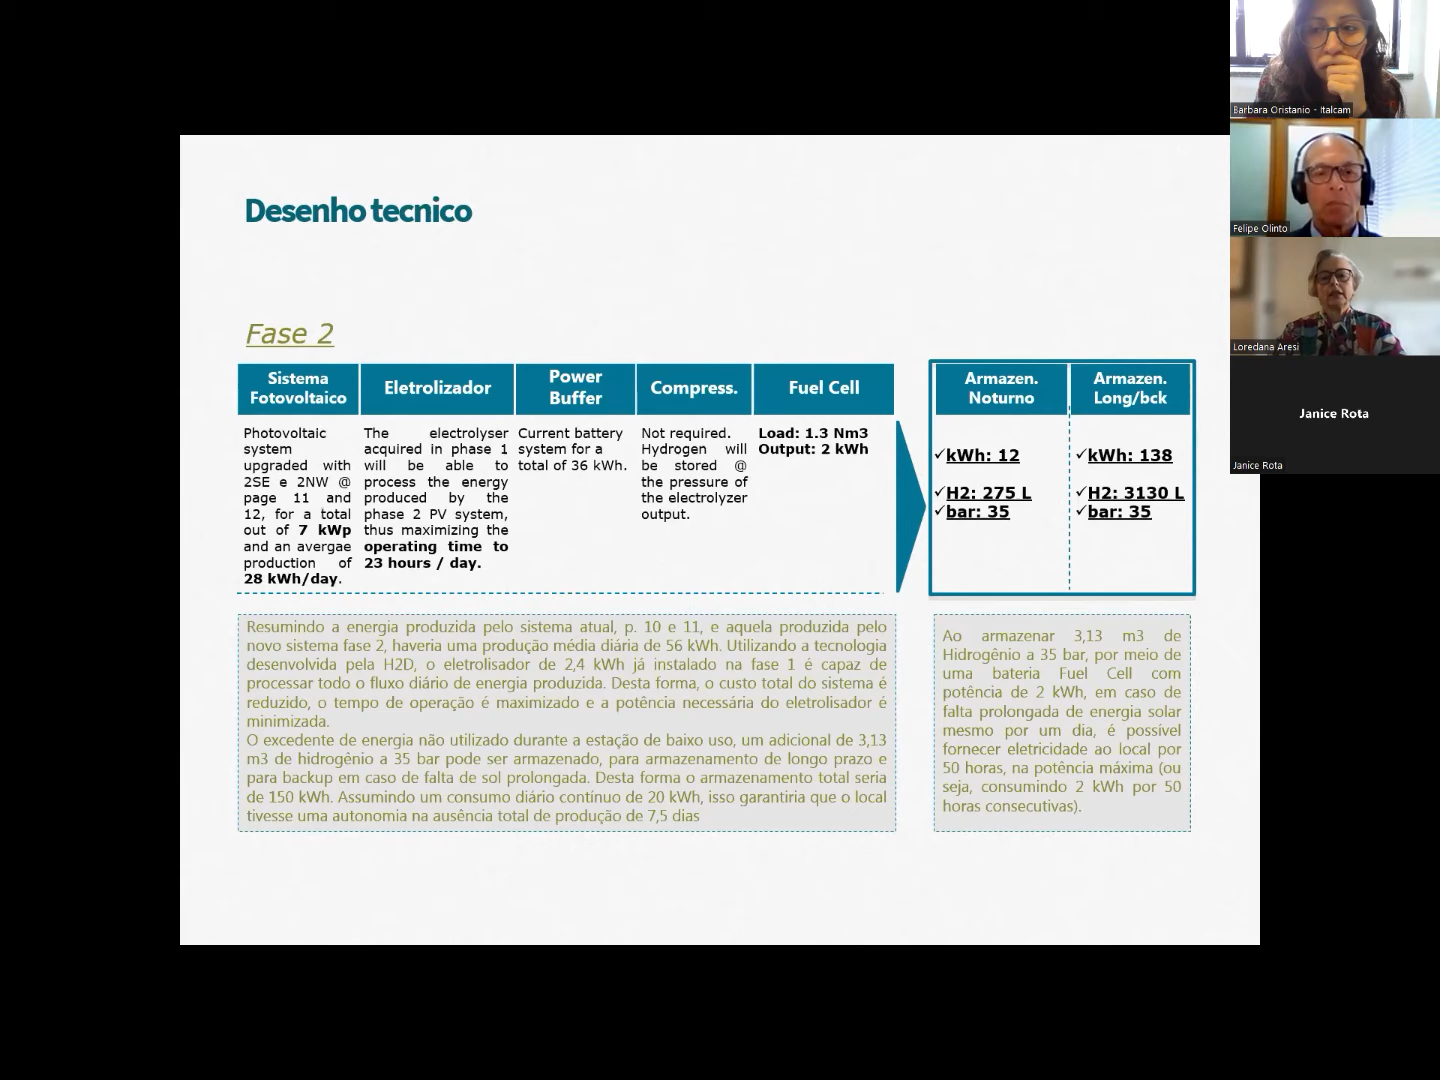 Desenho tecnico
Fase 2
Sistema
Fotovoltaico
Eletrolizador
Power
Buffer
Compress.
Fuel Cell
Armazen.
Noturno
Armazen.
Long/bck
Photovoltaic
system
upgraded with
2SE e 2NW @
page 11 and
12, for a total
out of 7 kWp
and an avergae
production of
28 kWh/day.
The electrolyser
acquired in phase 1
will be able to
process the energy
produced by the
phase 2 PV system,
thus maximizing the
operating time to
23 hours / day.
Current battery
system for a
total of 36 kWh.
Not required.
Hydrogen will
be stored @
the pressure of
the electrolyzer
output.
Load: 1.3 Nm3
Output: 2 kWh
✓kWh: 12
✓H2: 275 L
✓bar: 35
✓kWh: 138
✓H2: 3130 L
✓bar: 35
Resumindo a energia produzida pelo sistema atual, p. 10 e 11, e aquela produzida pelo
novo sistema fase 2, haveria uma produção média diária de 56 kWh. Utilizando a tecnologia
desenvolvida pela H2D, o eletrolisador de 2,4 kWh já instalado na fase 1 é capaz de
processar todo o fluxo diário de energia produzida. Desta forma, o custo total do sistema é
reduzido, o tempo de operação é maximizado e a potência necessária do eletrolisador é
minimizada.
O excedente de energia não utilizado durante a estação de baixo uso, um adicional de 3,13
m3 de hidrogênio a 35 bar pode ser armazenado, para armazenamento de longo prazo e
para backup em caso de falta de sol prolongada. Desta forma o armazenamento total seria
de 150 kWh. Assumindo um consumo diário contínuo de 20 kWh, isso garantiria que o local
tivesse uma autonomia na ausência total de produção de 7,5 dias
Ao armazenar 3,13 m3 de
Hidrogênio a 35 bar, por meio de
uma bateria Fuel Cell com
potência de 2 kWh, em caso de
falta prolongada de energia solar
mesmo por um dia, é possível
fornecer eletricidade ao local por
50 horas, na potência máxima (ou
seja, consumindo 2 kWh por 50
horas consecutivas).
Barbara Oristanio - Italcam
Felipe Olinto
Loredana Aresi
Janice Rota
Janice Rota